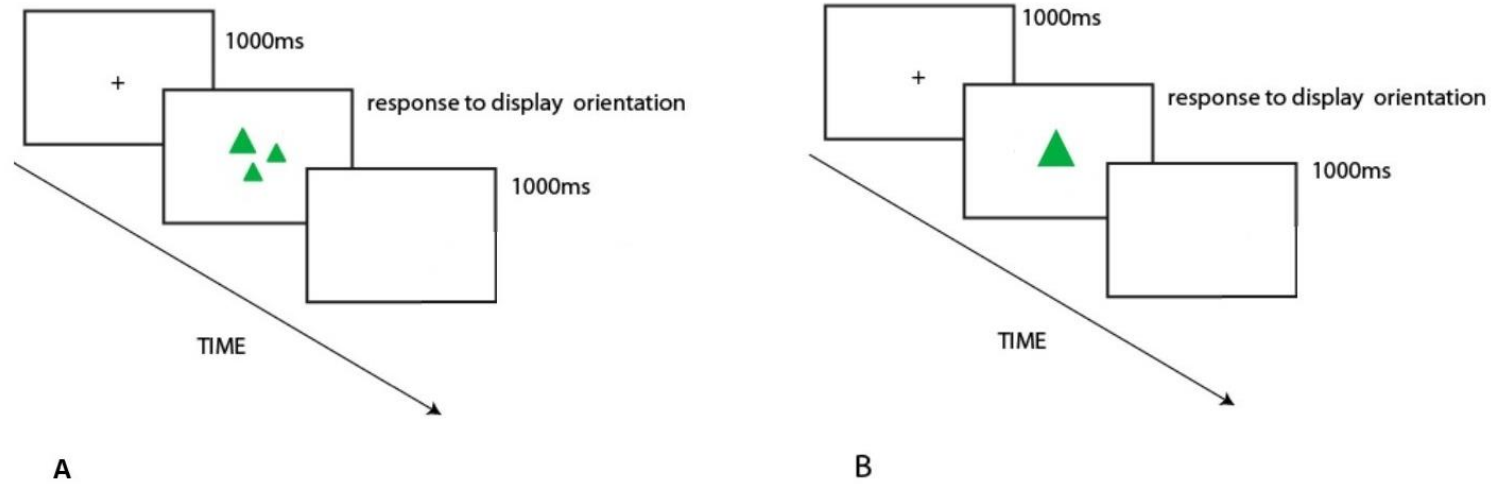 1000ms
+
response to display orientation
1000ms
TIME
A
1000ms
+
response to display orientation
1000ms
TIME
B